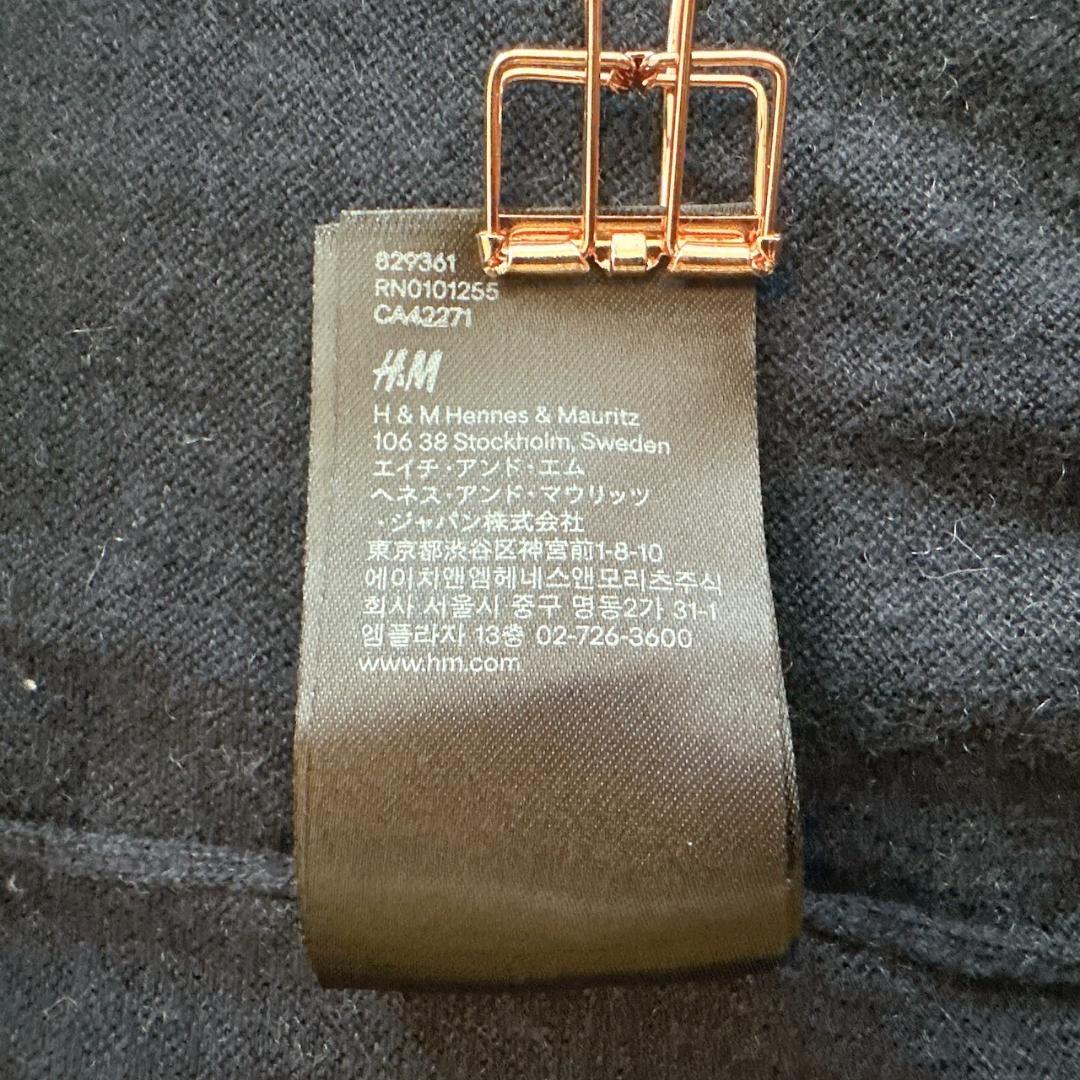 829361
RN0101255
CA42271
H&M
H & M Hennes & Mauritz
106 38 Stockholm, Sweden
エイチ・アンド・エム
ヘネス・アンド・マウリッツ
・ジャパン株式会社
東京都渋谷区神宮前1-8-10
에이치앤엠헤네스앤모리츠주식
회사 서울시 중구 명동2가 31-1
엠플라자 13층 02-726-3600
www.hm.com